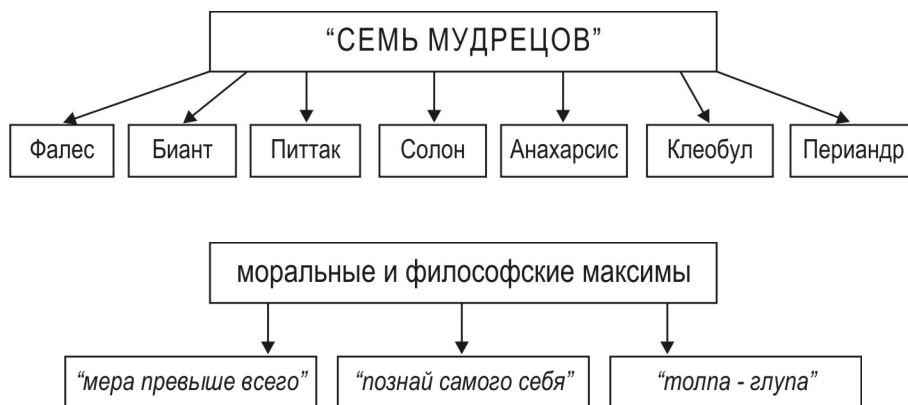 “СЕМЬ МУДРЕЦОВ”
Фалес
Биант
Питтак
Солон
Анахарсис
Клеобул
Периандр
моральные и философские максимы
“мера превыше всего”
“познай самого себя”
“толпа - глупа”